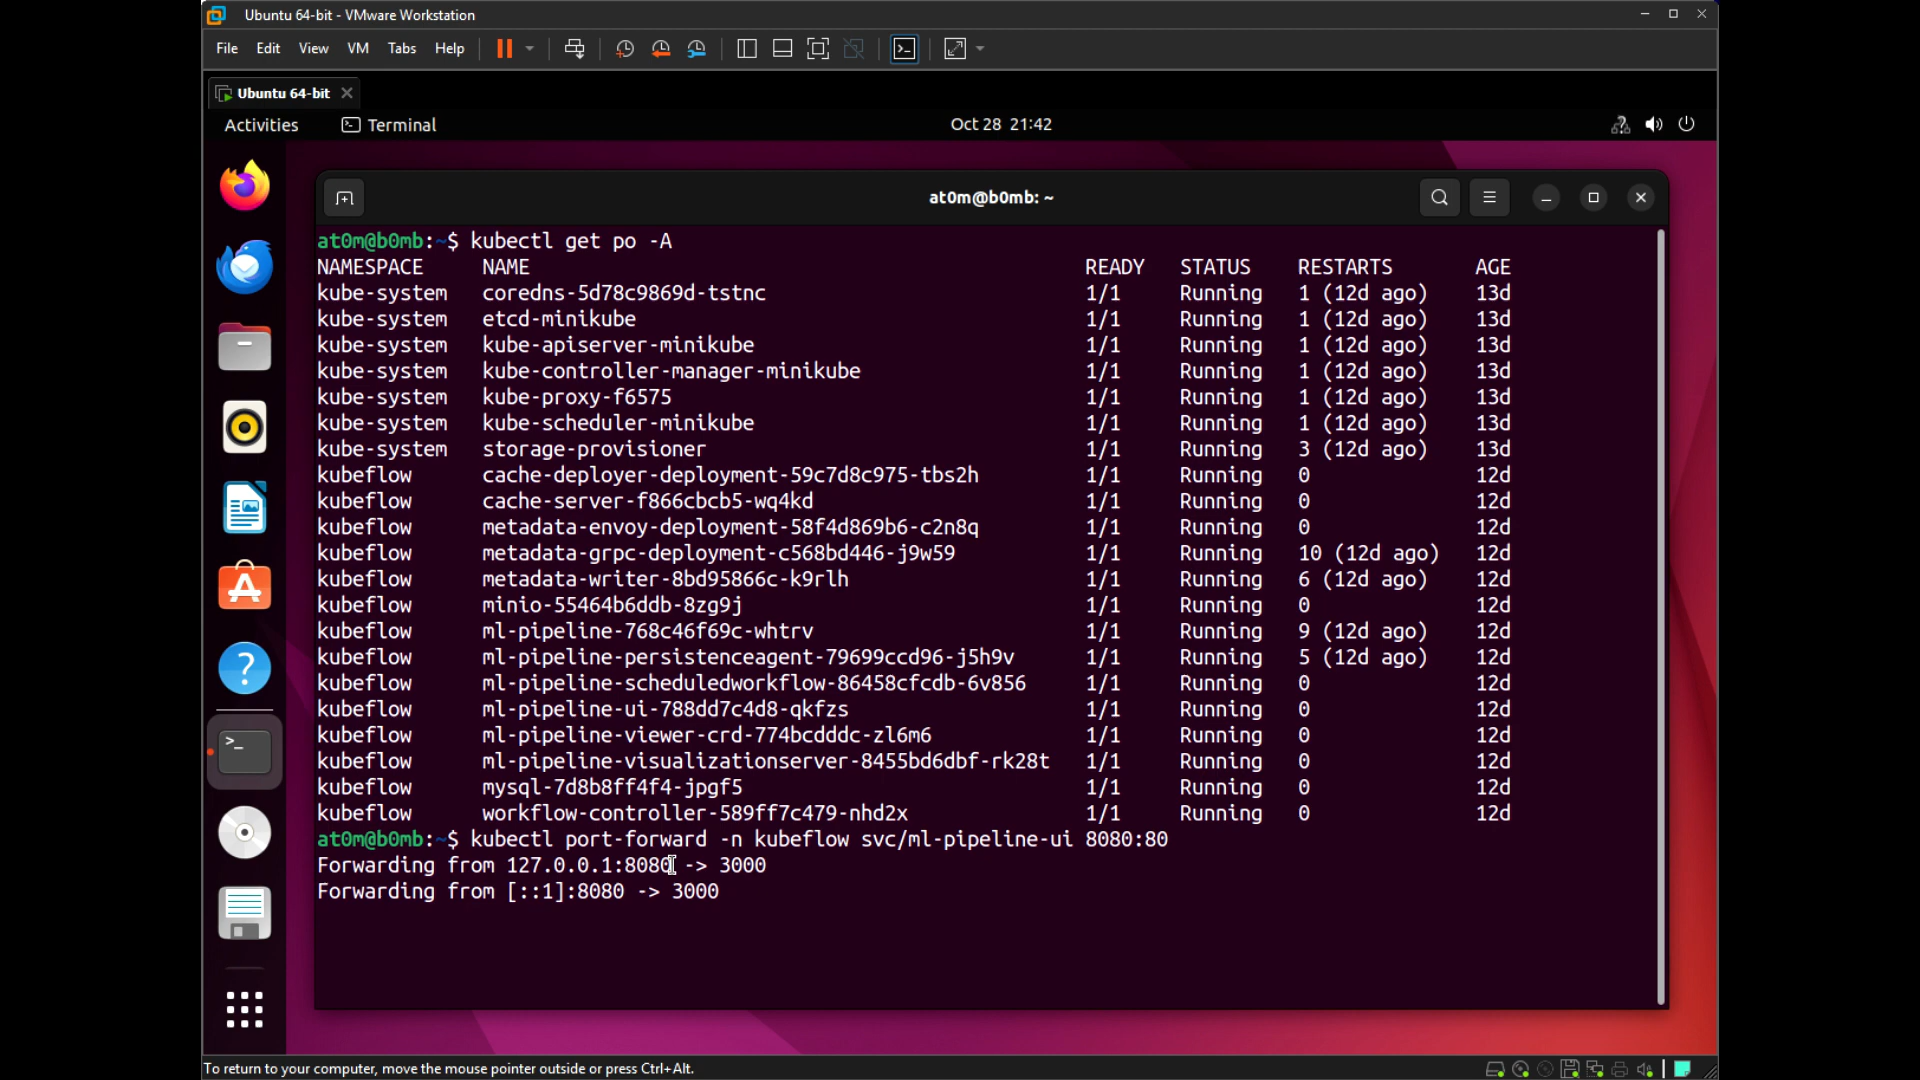 Ubuntu 64-bit - VMware Workstation
File Edit View VM Tabs Help
Ubuntu 64-bit
Activities Terminal Oct 28 21:42
at0m@b0mb: ~
at0m@b0mb:~$ kubectl get po -A
NAMESPACE NAME READY STATUS RESTARTS AGE
kube-system coredns-5d78c9869d-tstnc 1/1 Running 1 (12d ago) 13d
kube-system etcd-minikube 1/1 Running 1 (12d ago) 13d
kube-system kube-apiserver-minikube 1/1 Running 1 (12d ago) 13d
kube-system kube-controller-manager-minikube 1/1 Running 1 (12d ago) 13d
kube-system kube-proxy-f6575 1/1 Running 1 (12d ago) 13d
kube-system kube-scheduler-minikube 1/1 Running 1 (12d ago) 13d
kube-system storage-provisioner 1/1 Running 3 (12d ago) 13d
kubeflow cache-deployer-deployment-59c7d8c975-tbs2h 1/1 Running 0 12d
kubeflow cache-server-f866cbcb5-wq4kd 1/1 Running 0 12d
kubeflow metadata-envoy-deployment-58f4d869b6-c2n8q 1/1 Running 0 12d
kubeflow metadata-grpc-deployment-c568bd446-j9w59 1/1 Running 10 (12d ago) 12d
kubeflow metadata-writer-8bd95866c-k9rlh 1/1 Running 6 (12d ago) 12d
kubeflow minio-55464b6ddb-8zg9j 1/1 Running 0 12d
kubeflow ml-pipeline-768c46f69c-whtrv 1/1 Running 9 (12d ago) 12d
kubeflow ml-pipeline-persistenceagent-79699ccd96-j5h9v 1/1 Running 5 (12d ago) 12d
kubeflow ml-pipeline-scheduledworkflow-86458cfcdb-6v856 1/1 Running 0 12d
kubeflow ml-pipeline-ui-788dd7c4d8-qkfzs 1/1 Running 0 12d
kubeflow ml-pipeline-viewer-crd-774bcdddc-zl6m6 1/1 Running 0 12d
kubeflow ml-pipeline-visualizationserver-8455bd6dbf-rk28t 1/1 Running 0 12d
kubeflow mysql-7d8b8ff4f4-jpgf5 1/1 Running 0 12d
kubeflow workflow-controller-589ff7c479-nhd2x 1/1 Running 0 12d
at0m@b0mb:~$ kubectl port-forward -n kubeflow svc/ml-pipeline-ui 8080:80
Forwarding from 127.0.0.1:8080 -> 3000
Forwarding from [::1]:8080 -> 3000
To return to your computer, move the mouse pointer outside or press Ctrl+Alt.